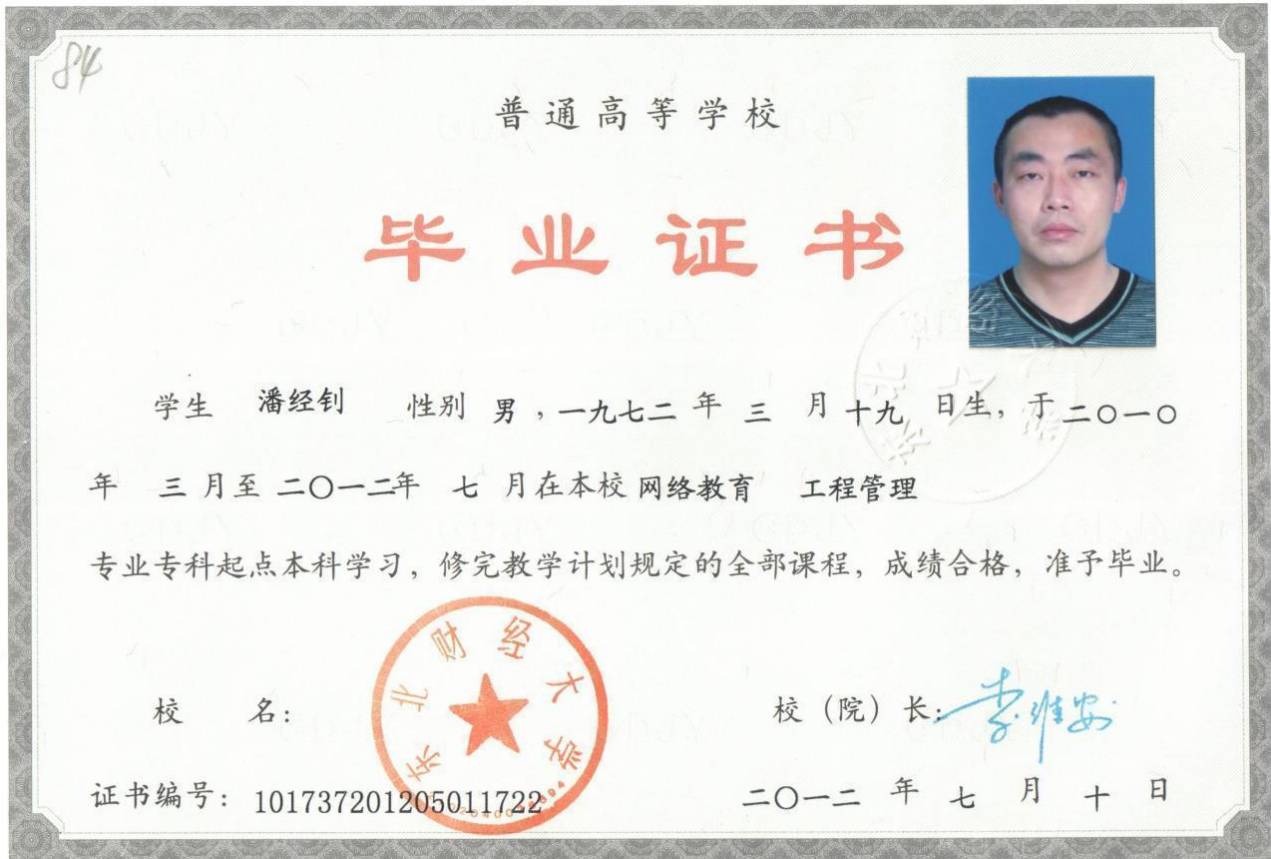 84
普通高等学校
毕业证书
学生 潘经钊 性别 男，一九七二 年 三 月 十九 日生，于 二〇一〇
年 三 月至 二〇一二年 七 月在本校 网络教育 工程管理
专业专科起点本科学习，修完教学计划规定的全部课程，成绩合格，准予毕业。
东北财经大学
校 名：
校（院）长：李维安
证书编号：101737201205011722
二〇一二 年 七 月 十 日